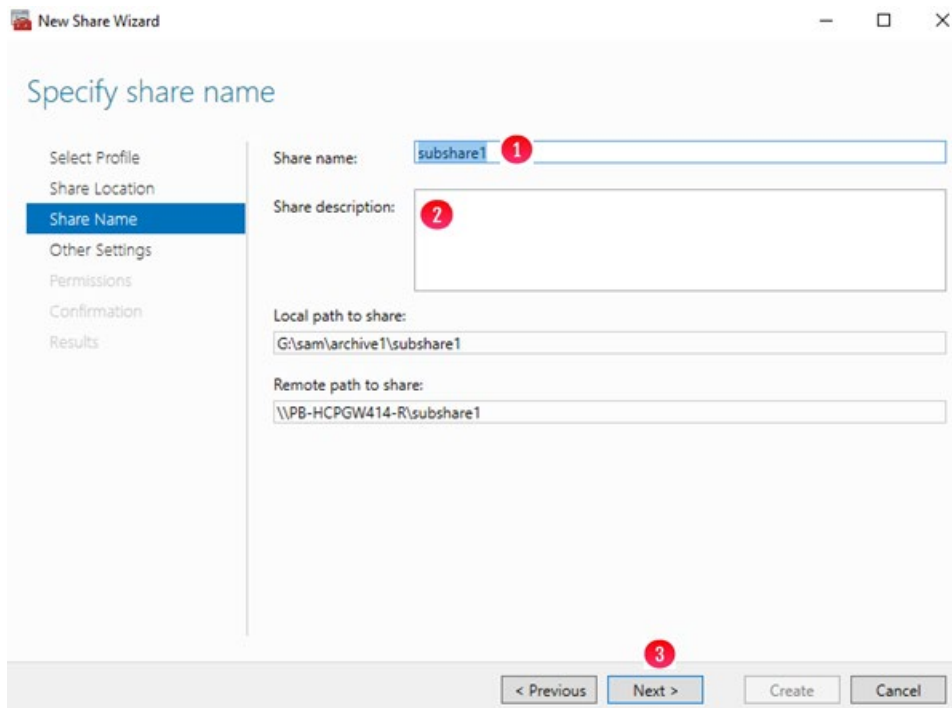 New Share Wizard
Specify share name
Select Profile
Share Location
Share Name
Other Settings
Permissions
Confirmation
Results
Share name:
subshare1
1
Share description:
2
Local path to share:
G:\sam\archive1\subshare1
Remote path to share:
\\PB-HCPGW414-R\subshare1
3
< Previous
Next >
Create
Cancel